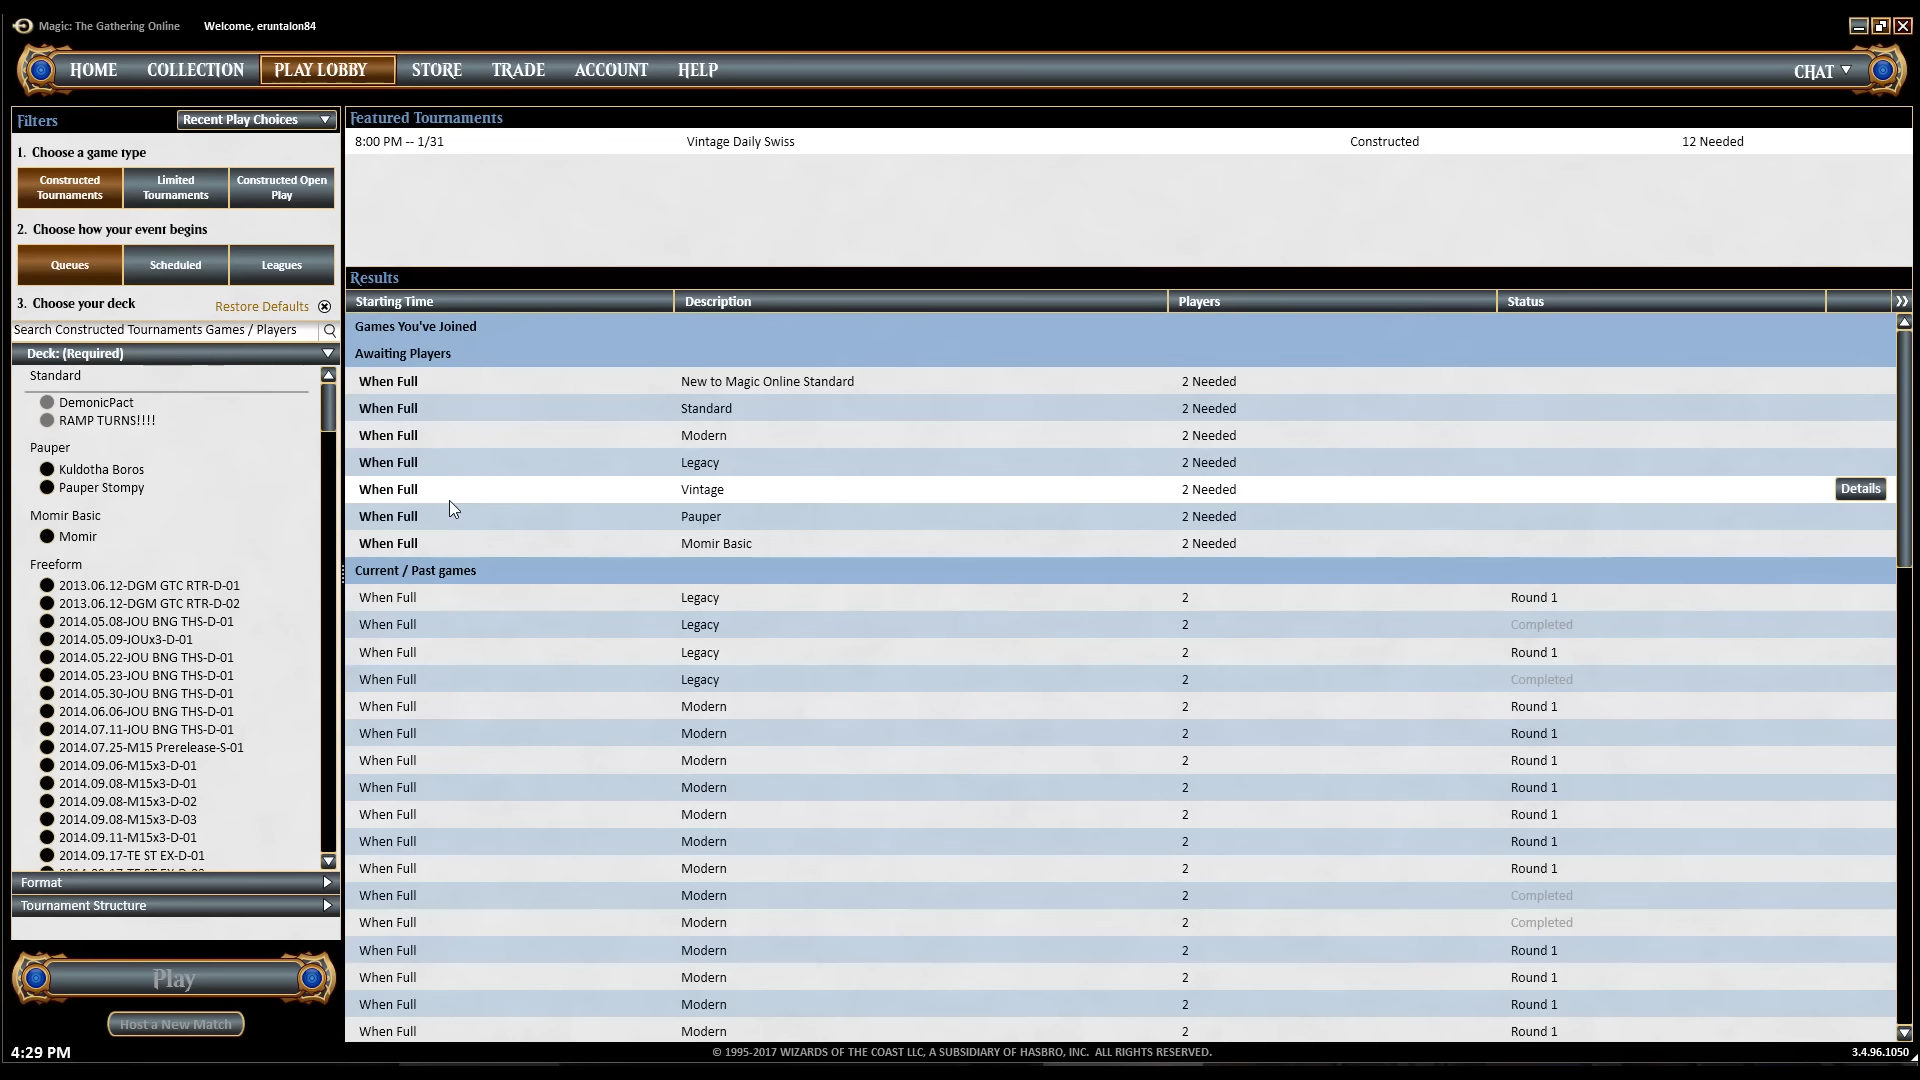 Magic: The Gathering Online Welcome, eruntalon84
HOME COLLECTION PLAY LOBBY STORE TRADE ACCOUNT HELP CHAT
Filters Recent Play Choices
1. Choose a game type
Constructed Tournaments Limited Tournaments Constructed Open Play
2. Choose how your event begins
Queues Scheduled Leagues
3. Choose your deck Restore Defaults
Search Constructed Tournaments Games / Players
Deck: (Required)
Standard
DemonicPact
RAMP TURNS!!!!
Pauper
Kuldotha Boros
Pauper Stompy
Momir Basic
Momir
Freeform
2013.06.12-DGM GTC RTR-D-01
2013.06.12-DGM GTC RTR-D-02
2014.05.08-JOU BNG THS-D-01
2014.05.09-JOUx3-D-01
2014.05.22-JOU BNG THS-D-01
2014.05.23-JOU BNG THS-D-01
2014.05.30-JOU BNG THS-D-01
2014.06.06-JOU BNG THS-D-01
2014.07.11-JOU BNG THS-D-01
2014.07.25-M15 Prerelease-S-01
2014.09.06-M15x3-D-01
2014.09.08-M15x3-D-01
2014.09.08-M15x3-D-02
2014.09.08-M15x3-D-03
2014.09.11-M15x3-D-01
2014.09.17-TE ST EX-D-01
Format
Tournament Structure
Play
Host a New Match
4:29 PM
Featured Tournaments
8:00 PM -- 1/31 Vintage Daily Swiss Constructed 12 Needed
Results
Starting Time Description Players Status
Games You've Joined
Awaiting Players
When Full New to Magic Online Standard 2 Needed
When Full Standard 2 Needed
When Full Modern 2 Needed
When Full Legacy 2 Needed
When Full Vintage 2 Needed Details
When Full Pauper 2 Needed
When Full Momir Basic 2 Needed
Current / Past games
When Full Legacy 2 Round 1
When Full Legacy 2 Completed
When Full Legacy 2 Round 1
When Full Legacy 2 Completed
When Full Modern 2 Round 1
When Full Modern 2 Round 1
When Full Modern 2 Round 1
When Full Modern 2 Round 1
When Full Modern 2 Round 1
When Full Modern 2 Round 1
When Full Modern 2 Round 1
When Full Modern 2 Completed
When Full Modern 2 Completed
When Full Modern 2 Round 1
When Full Modern 2 Round 1
When Full Modern 2 Round 1
When Full Modern 2 Round 1
© 1995-2017 WIZARDS OF THE COAST LLC, A SUBSIDIARY OF HASBRO, INC. ALL RIGHTS RESERVED.
3.4.96.1050